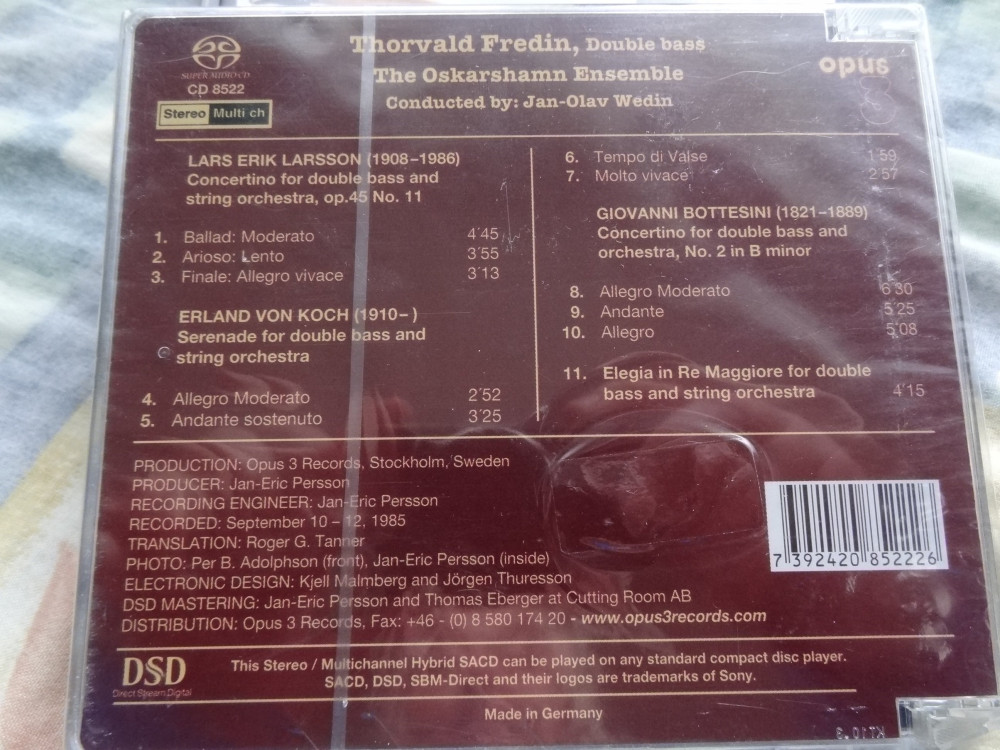 Thorvald Fredin, Double bass
The Oskarshamn Ensemble
Conducted by: Jan-Olav Wedin
SUPER AUDIO CD
CD 8522
Stereo Multi ch
opus
3
LARS ERIK LARSSON (1908–1986)
Concertino for double bass and
string orchestra, op.45 No. 11
1. Ballad: Moderato 4´45
2. Arioso: Lento 3´55
3. Finale: Allegro vivace 3´13
ERLAND VON KOCH (1910– )
Serenade for double bass and
string orchestra
4. Allegro Moderato 2´52
5. Andante sostenuto 3´25
6. Tempo di Valse 1´59
7. Molto vivace 2´57
GIOVANNI BOTTESINI (1821–1889)
Concertino for double bass and
orchestra, No. 2 in B minor
8. Allegro Moderato 6´30
9. Andante 5´25
10. Allegro 5´08
11. Elegia in Re Maggiore for double
bass and string orchestra 4´15
PRODUCTION: Opus 3 Records, Stockholm, Sweden
PRODUCER: Jan-Eric Persson
RECORDING ENGINEER: Jan-Eric Persson
RECORDED: September 10 – 12, 1985
TRANSLATION: Roger G. Tanner
PHOTO: Per B. Adolphson (front), Jan-Eric Persson (inside)
ELECTRONIC DESIGN: Kjell Malmberg and Jörgen Thuresson
DSD MASTERING: Jan-Eric Persson and Thomas Eberger at Cutting Room AB
DISTRIBUTION: Opus 3 Records, Fax: +46 - (0) 8 580 174 20 - www.opus3records.com
7 392420 852226
DSD
Direct Stream Digital
This Stereo / Multichannel Hybrid SACD can be played on any standard compact disc player.
SACD, DSD, SBM-Direct and their logos are trademarks of Sony.
Made in Germany